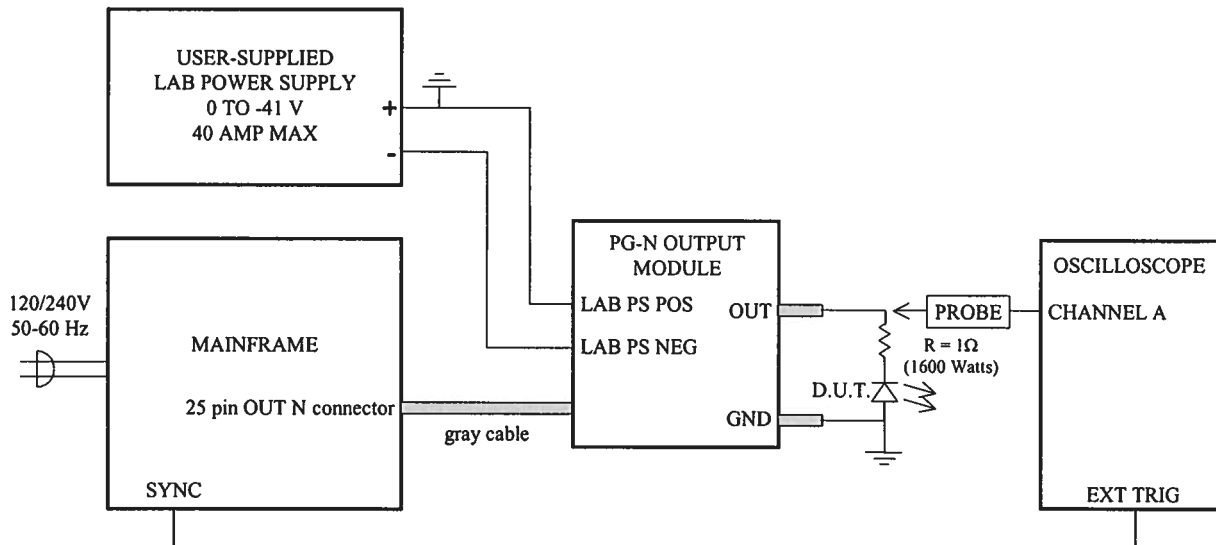 USER-SUPPLIED
LAB POWER SUPPLY
0 TO -41 V
40 AMP MAX
+
-
120/240V
50-60 Hz
MAINFRAME
25 pin OUT N connector
SYNC
gray cable
PG-N OUTPUT
MODULE
LAB PS POS
LAB PS NEG
OUT
GND
PROBE
R = 1Ω
(1600 Watts)
D.U.T.
OSCILLOSCOPE
CHANNEL A
EXT TRIG